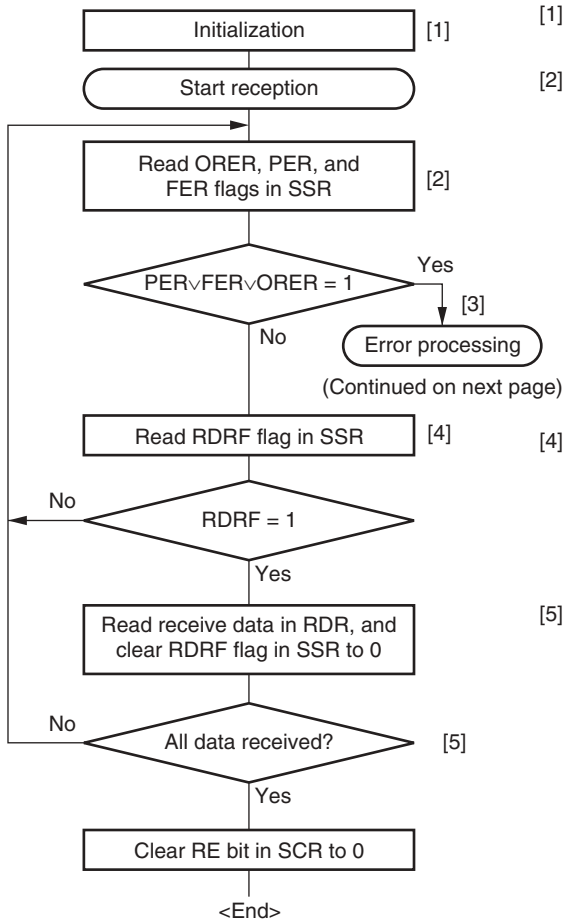 Initialization
[1]
[1]
Start reception
[2]
Read ORER, PER, and
FER flags in SSR
[2]
PER∨FER∨ORER = 1
Yes
[3]
No
Error processing
(Continued on next page)
Read RDRF flag in SSR
[4]
[4]
No
RDRF = 1
Yes
Read receive data in RDR, and
clear RDRF flag in SSR to 0
[5]
No
All data received?
[5]
Yes
Clear RE bit in SCR to 0
<End>